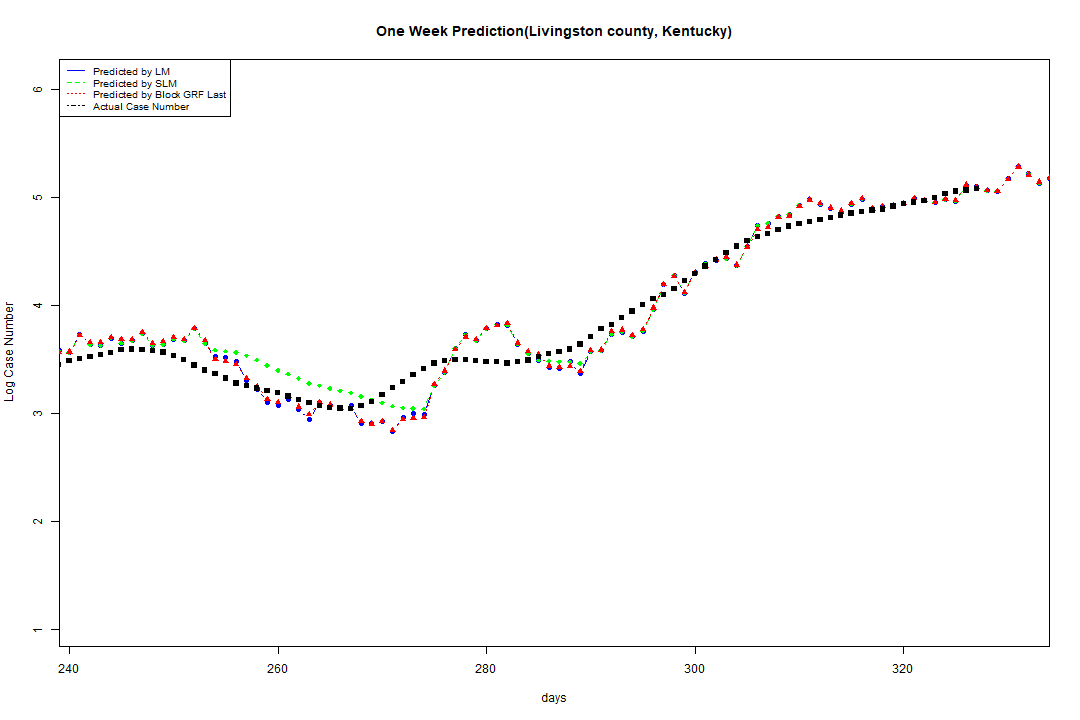 One Week Prediction(Livingston county, Kentucky)
Predicted by LM
Predicted by SLM
Predicted by Block GRF Last
Actual Case Number
6
5
4
3
2
1
Log Case Number
240 260 280 300 320
days